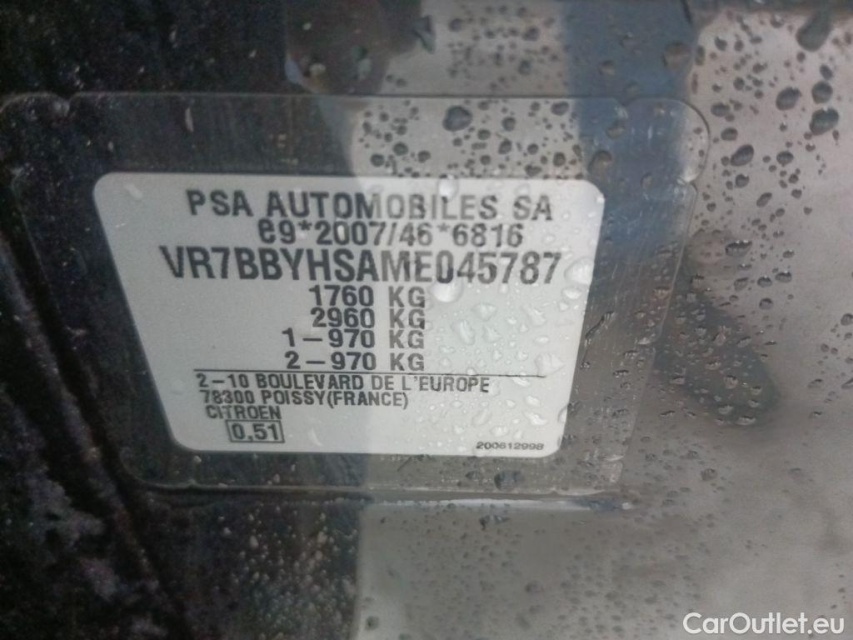 PSA AUTOMOBILES SA
e9*2007/46*6816
VR7BBYHSAME045787
1760 KG
2960 KG
1-970 KG
2-970 KG
2-10 BOULEVARD DE L'EUROPE
78300 POISSY(FRANCE)
CITROEN
0.51
200612998
CarOutlet.eu